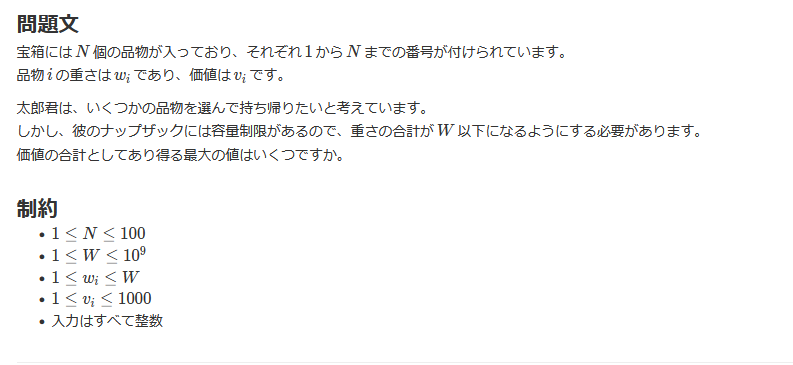 問題文
宝箱には N 個の品物が入っており、それぞれ 1 から N までの番号が付けられています。
品物 i の重さは wᵢ であり、価値は vᵢ です。
太郎君は、いくつかの品物を選んで持ち帰りたいと考えています。
しかし、彼のナップザックには容量制限があるので、重さの合計が W 以下になるようにする必要があります。
価値の合計としてあり得る最大の値はいくつですか。
制約
• 1 ≤ N ≤ 100
• 1 ≤ W ≤ 10⁹
• 1 ≤ wᵢ ≤ W
• 1 ≤ vᵢ ≤ 1000
• 入力はすべて整数